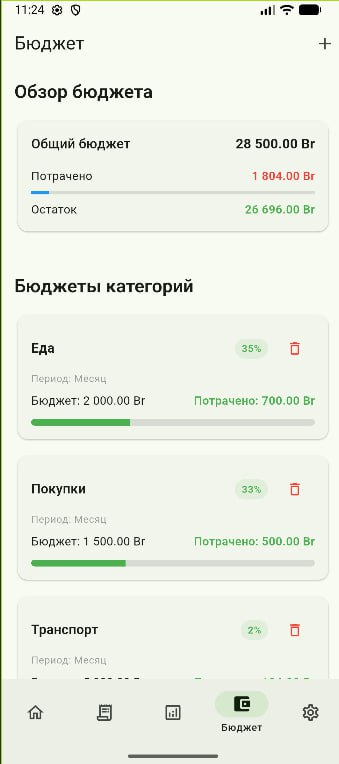 11:24
Бюджет
Обзор бюджета
Общий бюджет 28 500.00 Br
Потрачено 1 804.00 Br
Остаток 26 696.00 Br
Бюджеты категорий
Еда 35%
Период: Месяц
Бюджет: 2 000.00 Br Потрачено: 700.00 Br
Покупки 33%
Период: Месяц
Бюджет: 1 500.00 Br Потрачено: 500.00 Br
Транспорт 2%
Период: Месяц
Бюджет